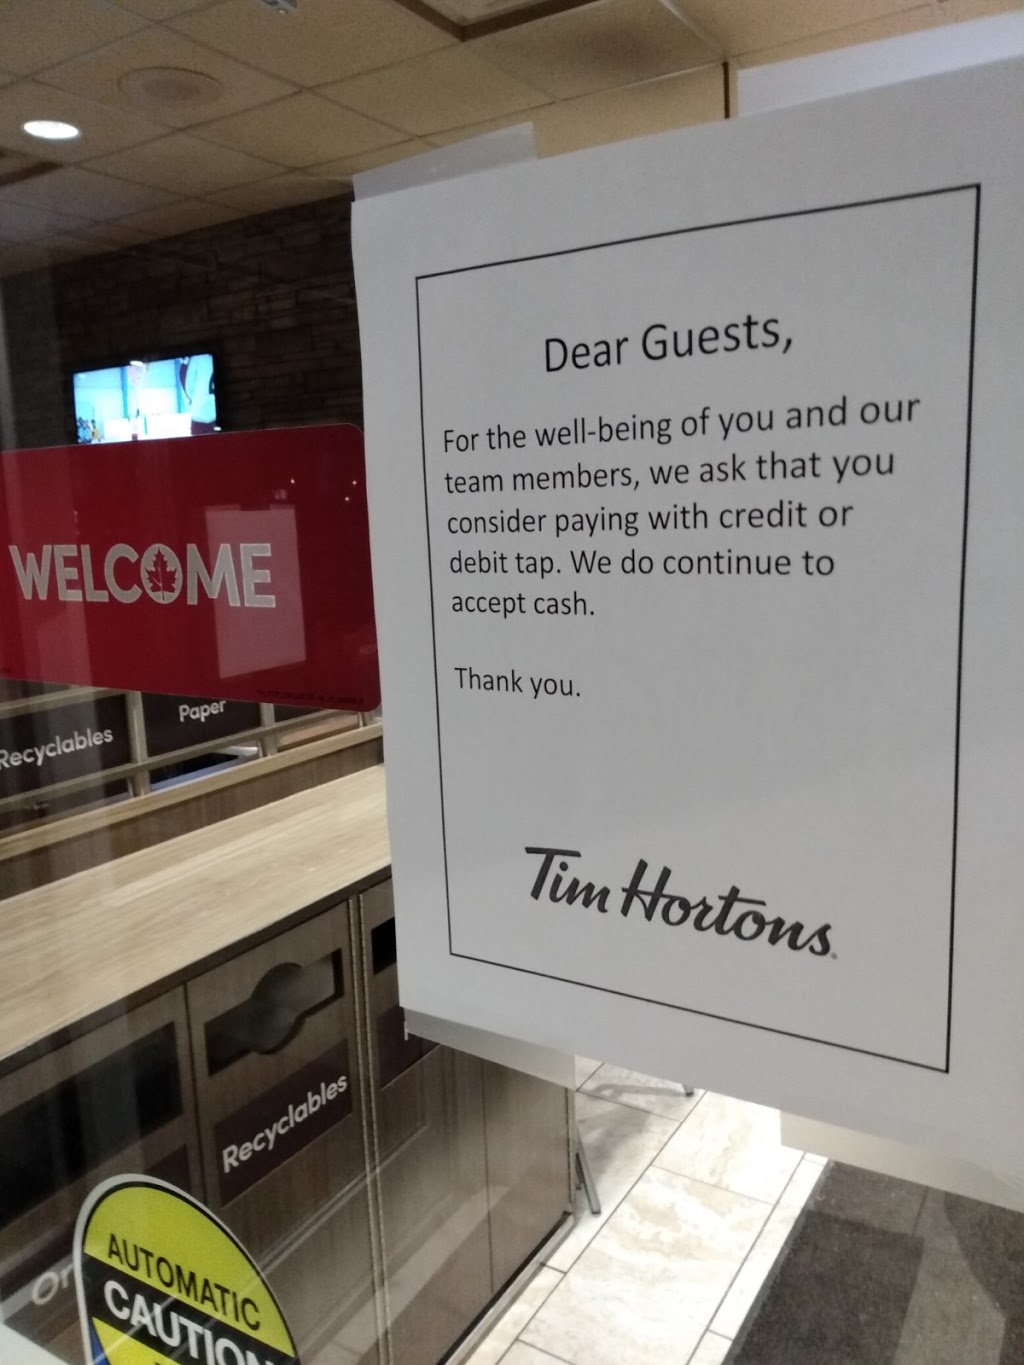 Dear Guests,
For the well-being of you and our
team members, we ask that you
consider paying with credit or
debit tap. We do continue to
accept cash.
Thank you.
Tim Hortons
WELCOME
Recyclables
Paper
Recyclables
Or
AUTOMATIC
CAUTION